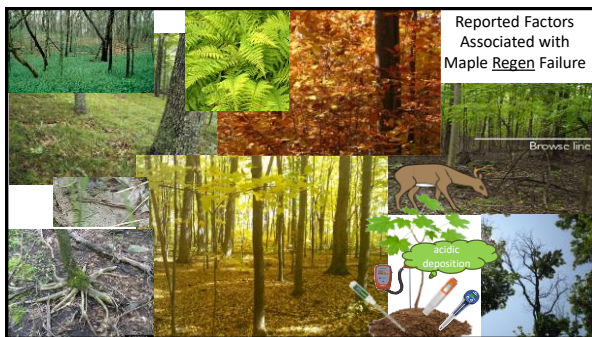 Reported Factors
Associated with
Maple Regen Failure
Browse line
acidic
deposition